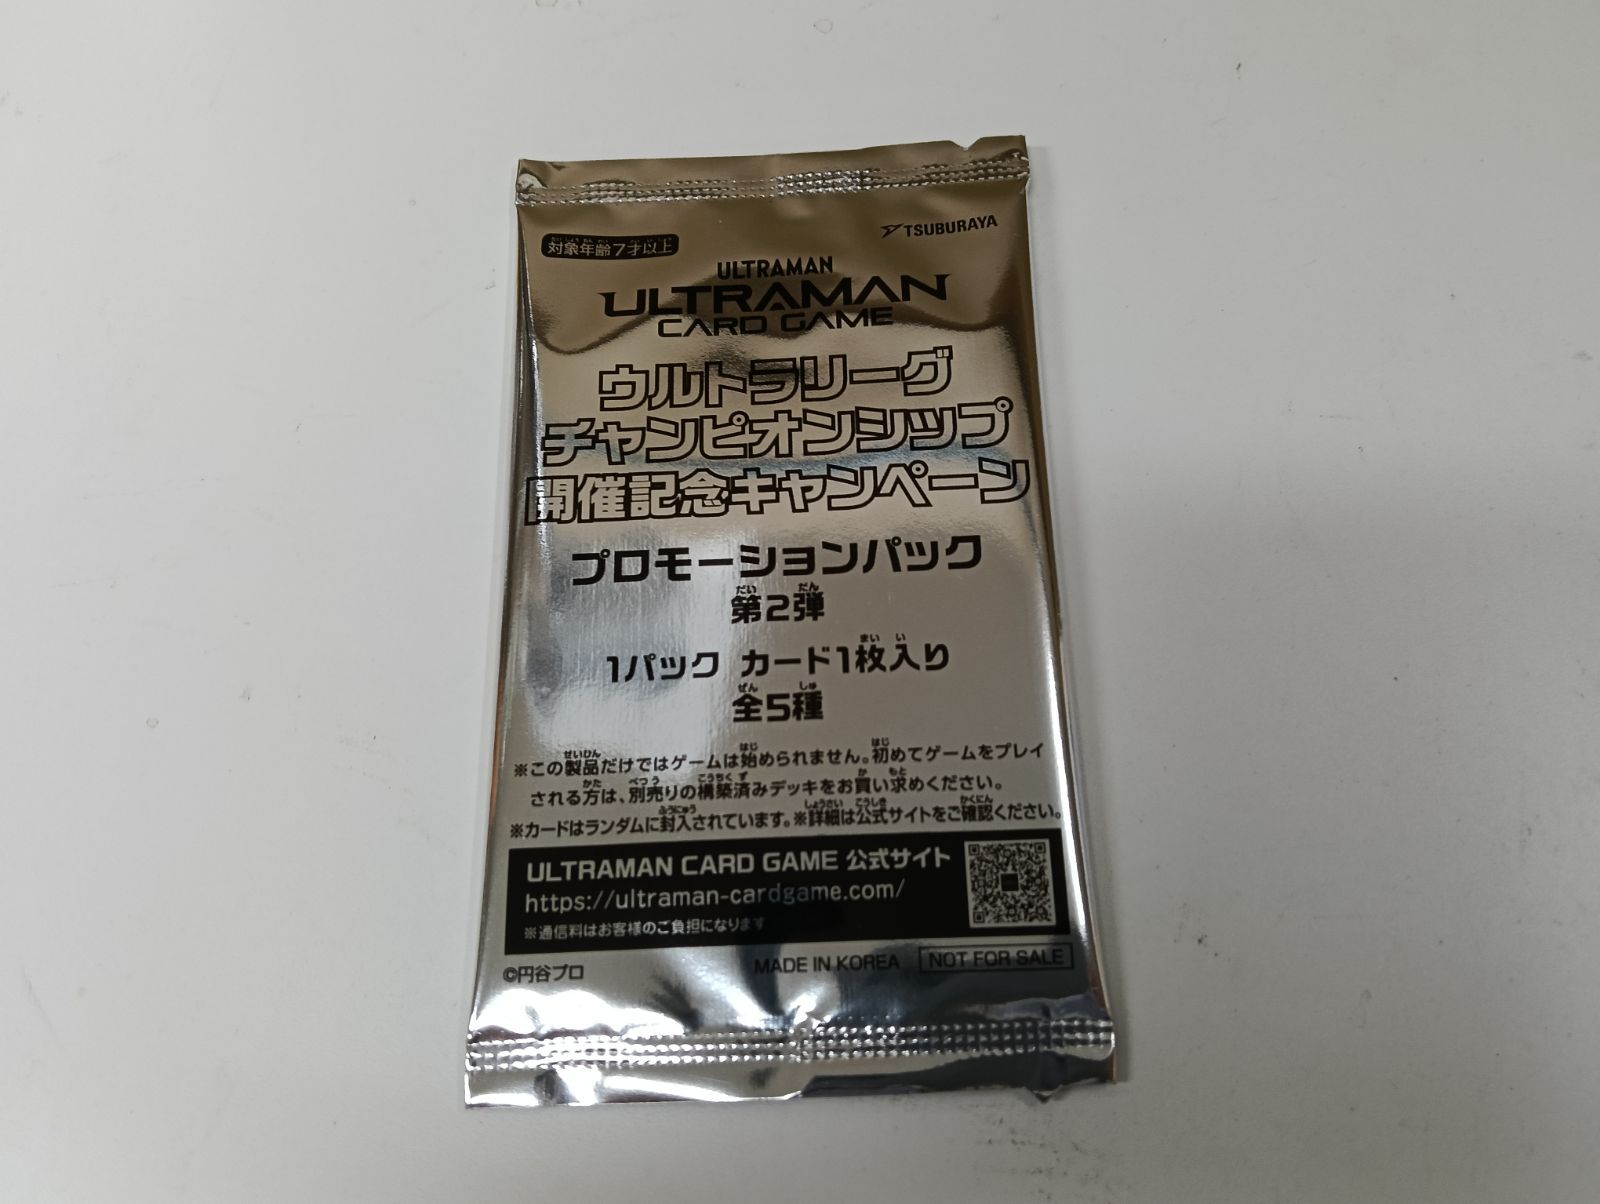 対象年齢7才以上
TSUBURAYA
ULTRAMAN
ULTRAMAN
CARD GAME
ウルトラリーグ
チャンピオンシップ
開催記念キャンペーン
プロモーションパック
第2弾
1パック カード1枚入り
全5種
※この製品だけではゲームは始められません。初めてゲームをプレイ
される方は、別売りの構築済みデッキをお買い求めください。
※カードはランダムに封入されています。※詳細は公式サイトをご確認ください。
ULTRAMAN CARD GAME 公式サイト
https://ultraman-cardgame.com/
※通信料はお客様のご負担になります
©円谷プロ
MADE IN KOREA
NOT FOR SALE